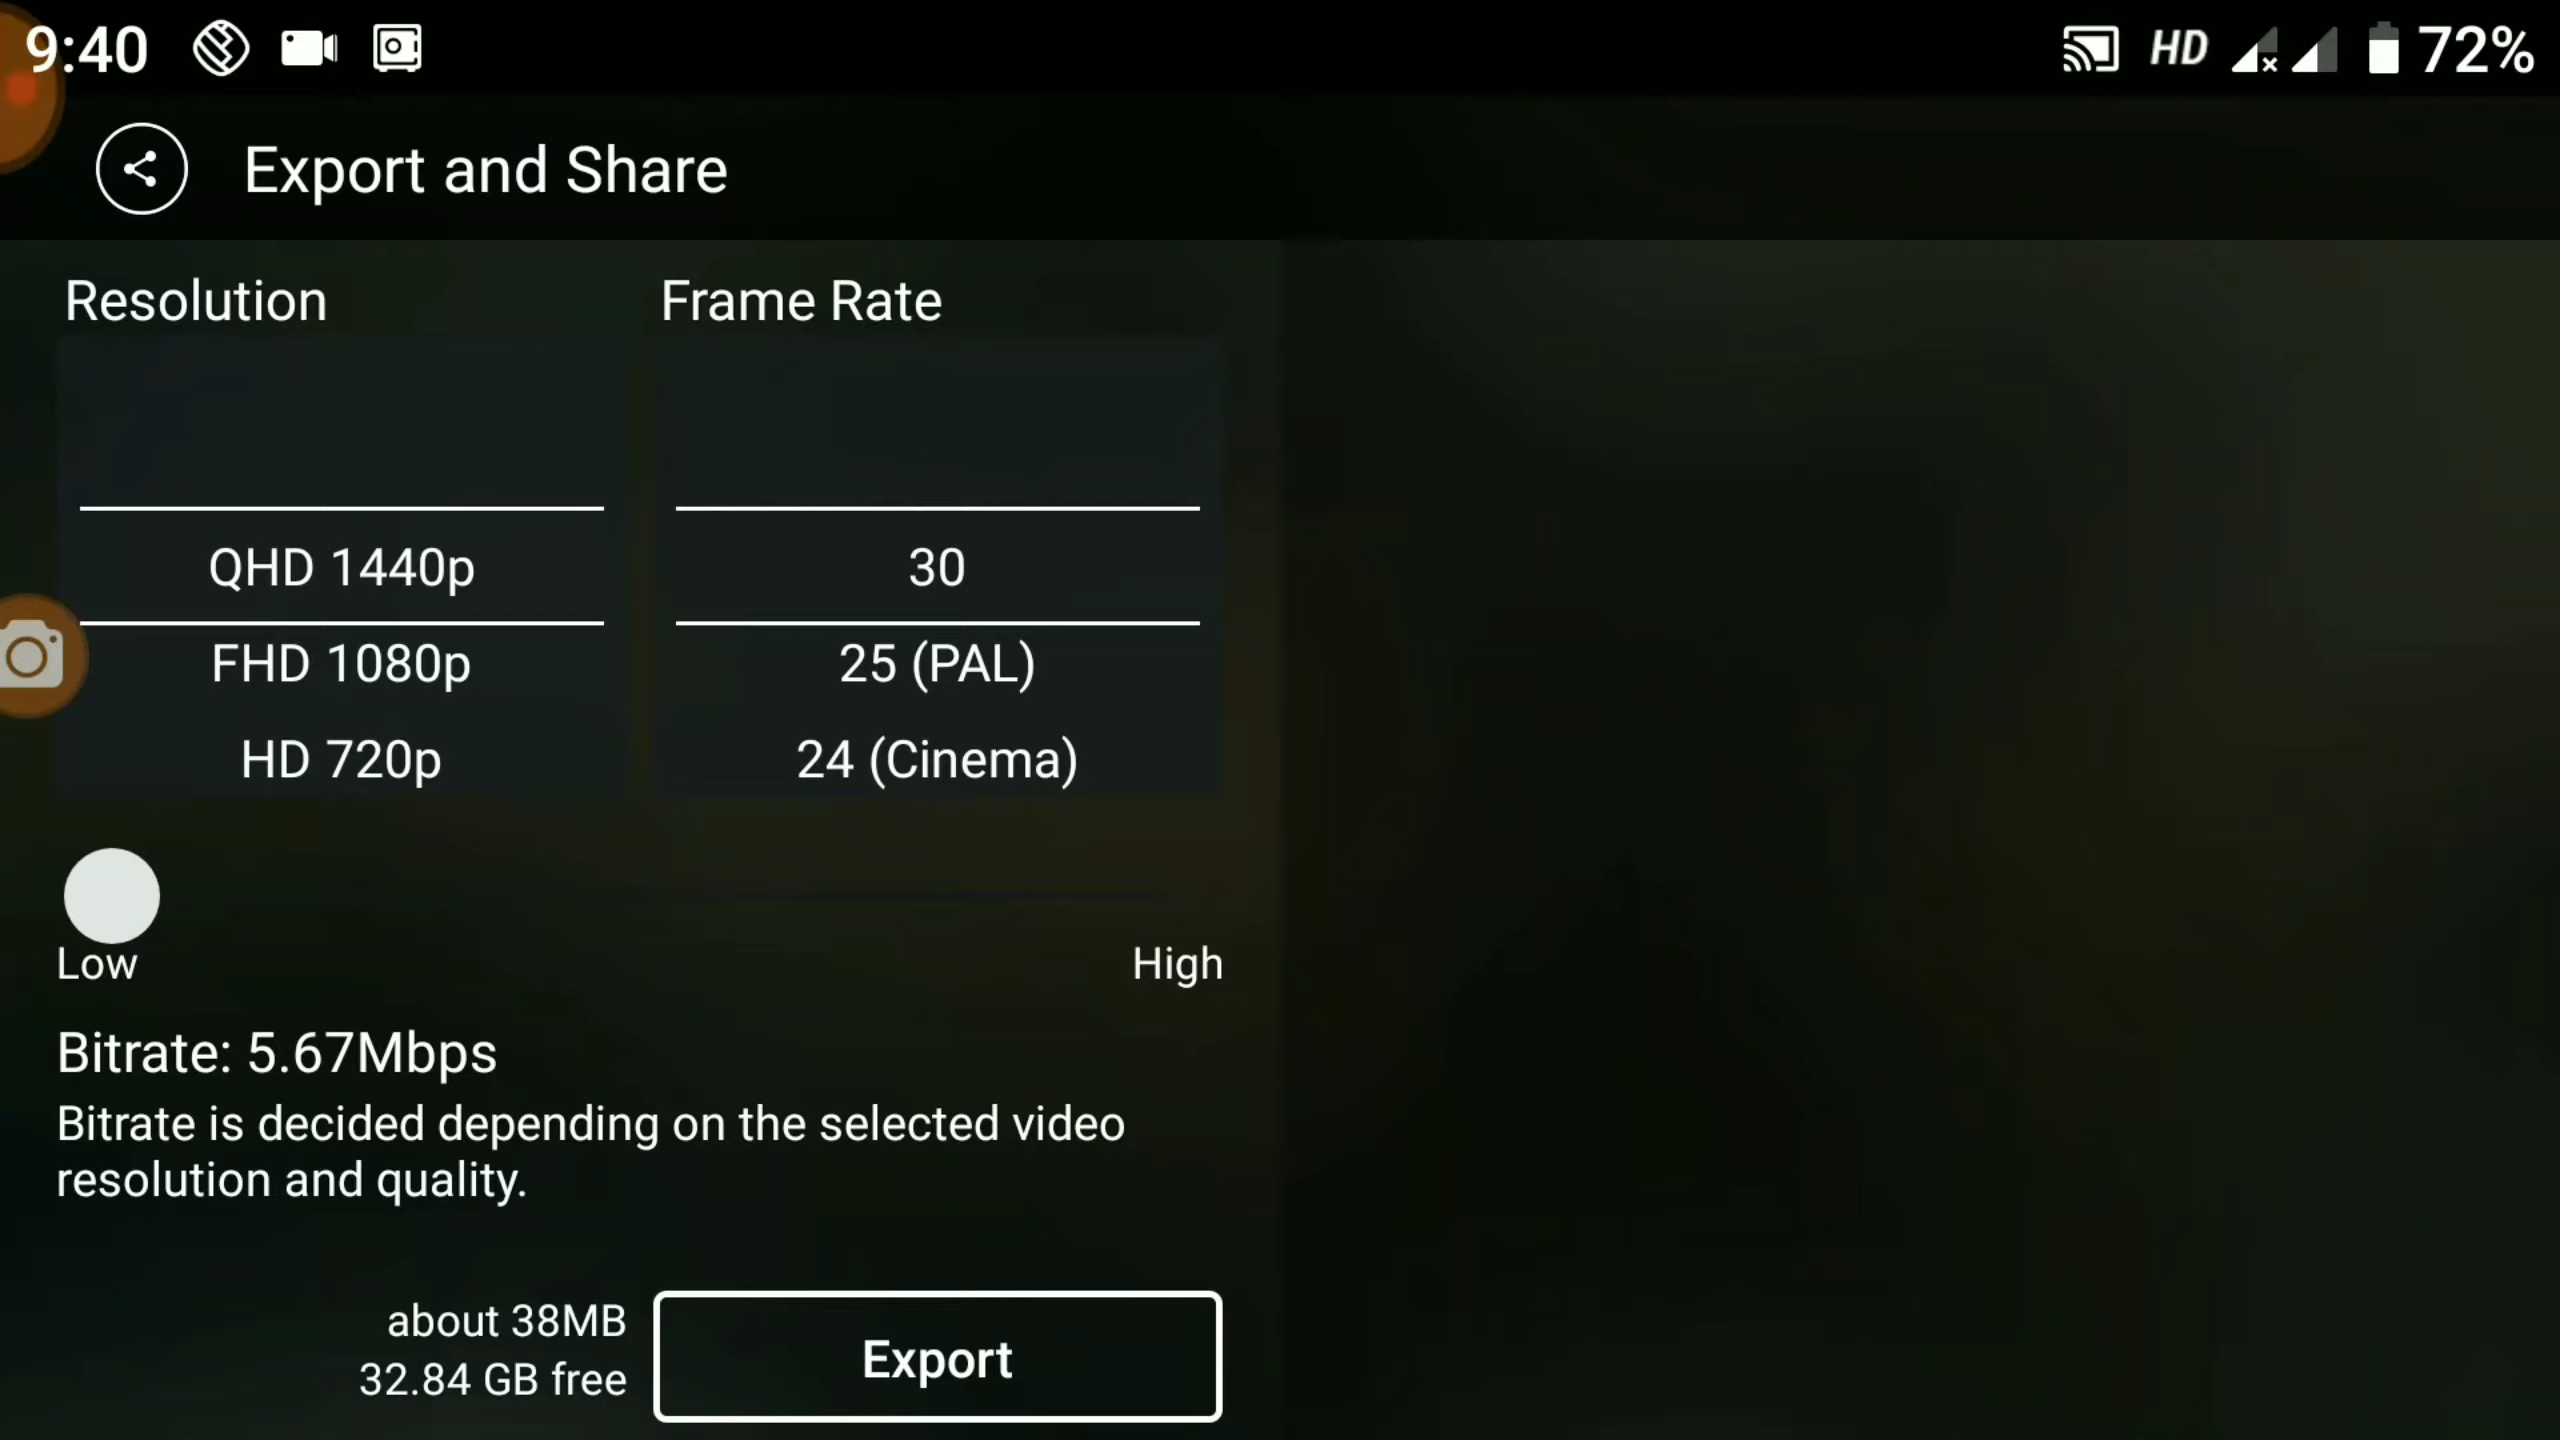 9:40
HD
72%
Export and Share
Resolution
Frame Rate
QHD 1440p
30
FHD 1080p
25 (PAL)
HD 720p
24 (Cinema)
Low
High
Bitrate: 5.67Mbps
Bitrate is decided depending on the selected video
resolution and quality.
about 38MB
32.84 GB free
Export